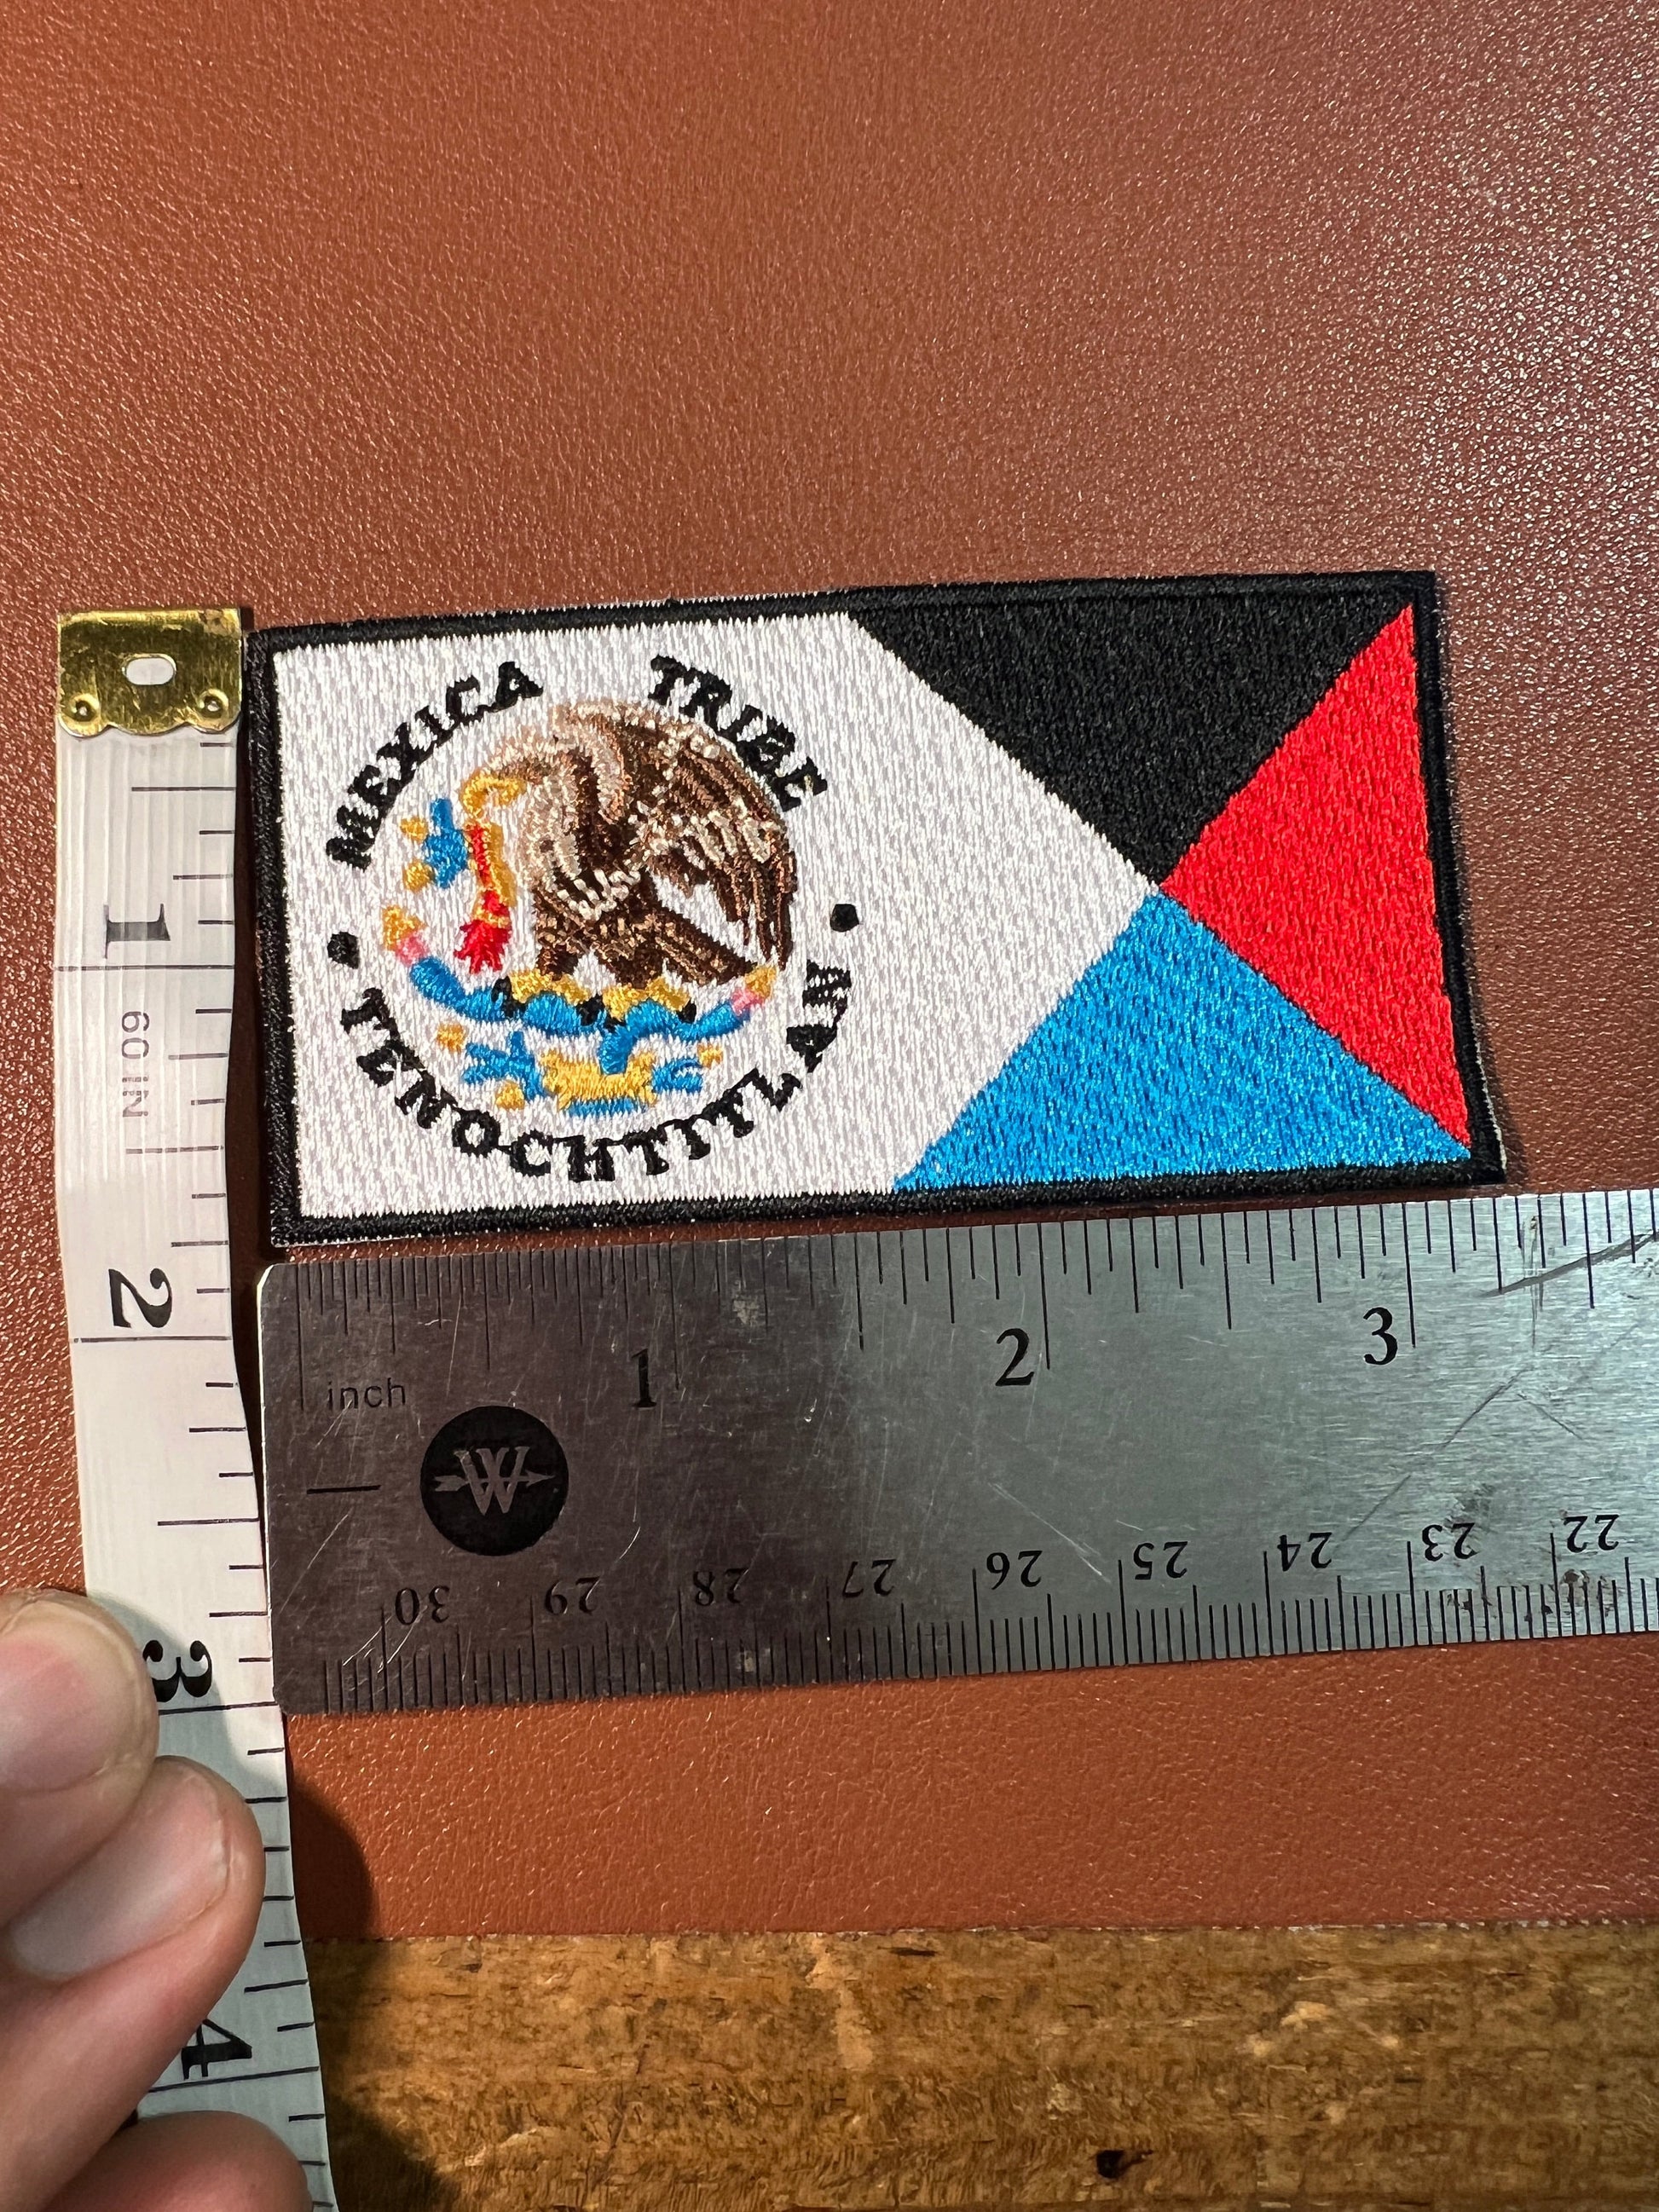 MEXICA TRIBE
• TENOCHTITLAN •
1
60 IN
2
3
4
1 2 3
inch
W
30 29 28 27 26 25 24 23 22